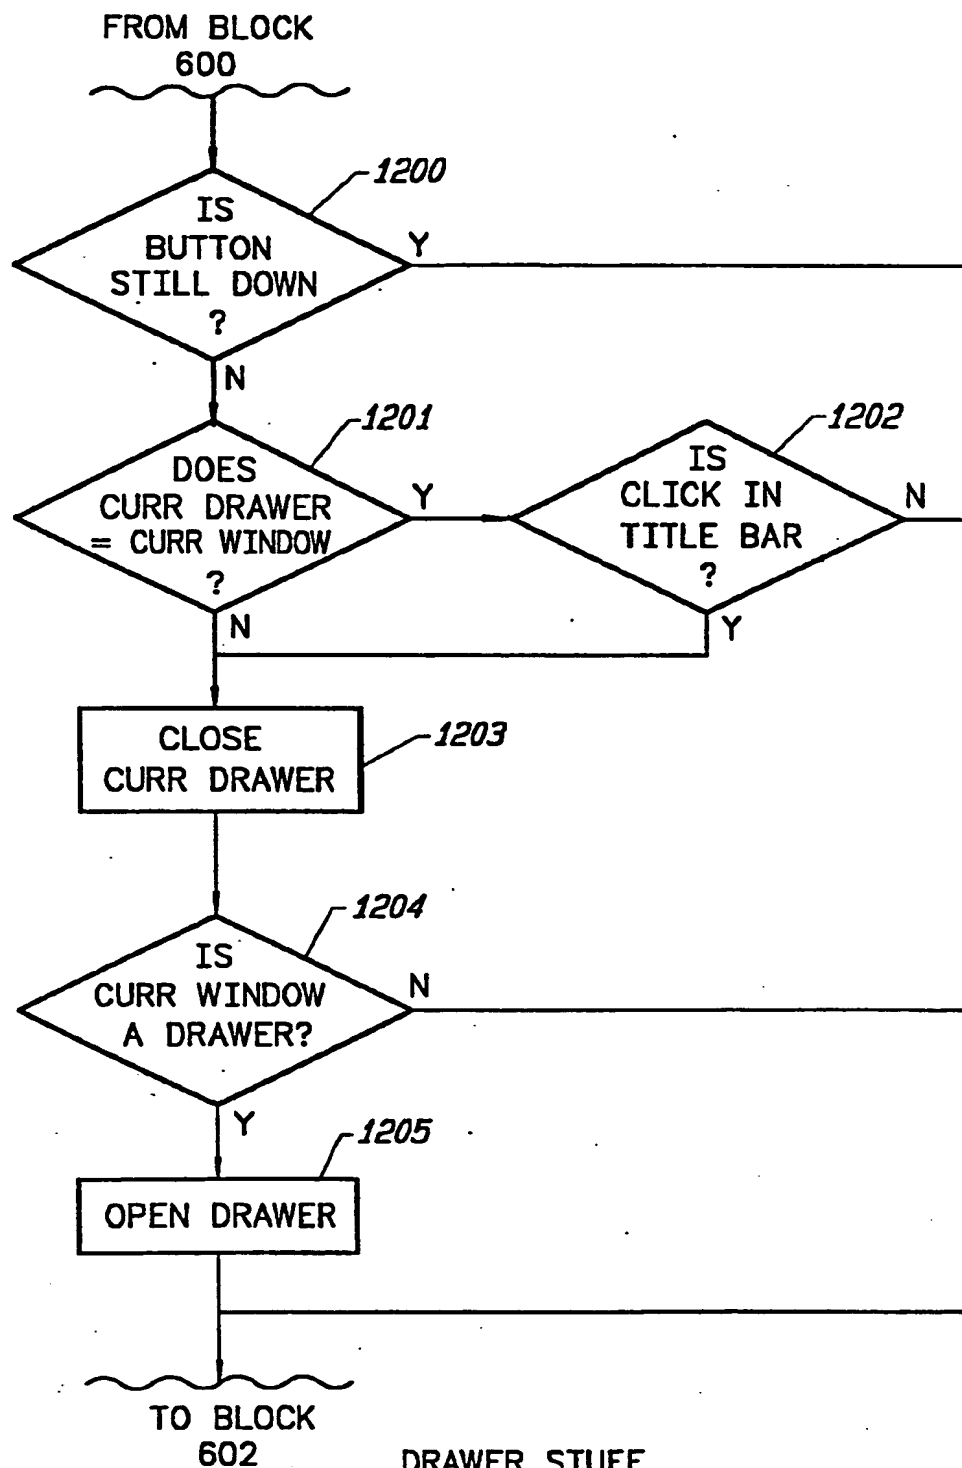 FROM BLOCK
600
1200
IS
BUTTON
STILL DOWN
?
Y
N
1201
DOES
CURR DRAWER
= CURR WINDOW
?
Y
N
1202
IS
CLICK IN
TITLE BAR
?
N
Y
1203
CLOSE
CURR DRAWER
1204
IS
CURR WINDOW
A DRAWER?
N
Y
1205
OPEN DRAWER
TO BLOCK
602
DRAWER STUFF